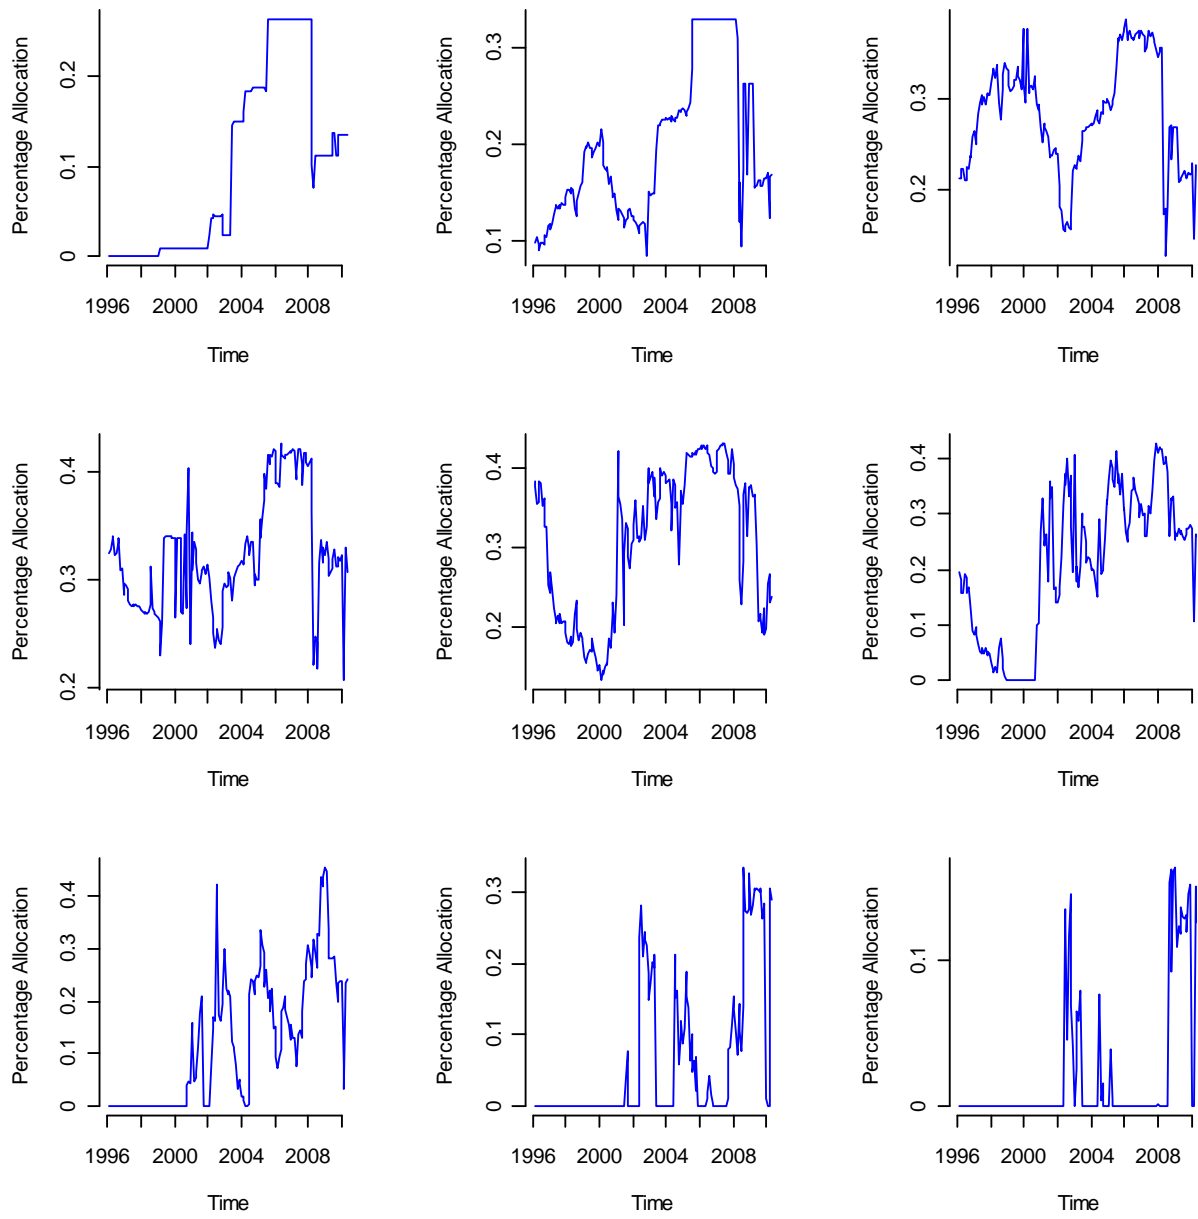 Percentage Allocation
0 0.1 0.2
1996 2000 2004 2008
Time
Percentage Allocation
0.1 0.2 0.3
1996 2000 2004 2008
Time
Percentage Allocation
0.2 0.3
1996 2000 2004 2008
Time
Percentage Allocation
0.2 0.3 0.4
1996 2000 2004 2008
Time
Percentage Allocation
0.2 0.3 0.4
1996 2000 2004 2008
Time
Percentage Allocation
0 0.1 0.2 0.3 0.4
1996 2000 2004 2008
Time
Percentage Allocation
0 0.1 0.2 0.3 0.4
1996 2000 2004 2008
Time
Percentage Allocation
0 0.1 0.2 0.3
1996 2000 2004 2008
Time
Percentage Allocation
0 0.1
1996 2000 2004 2008
Time